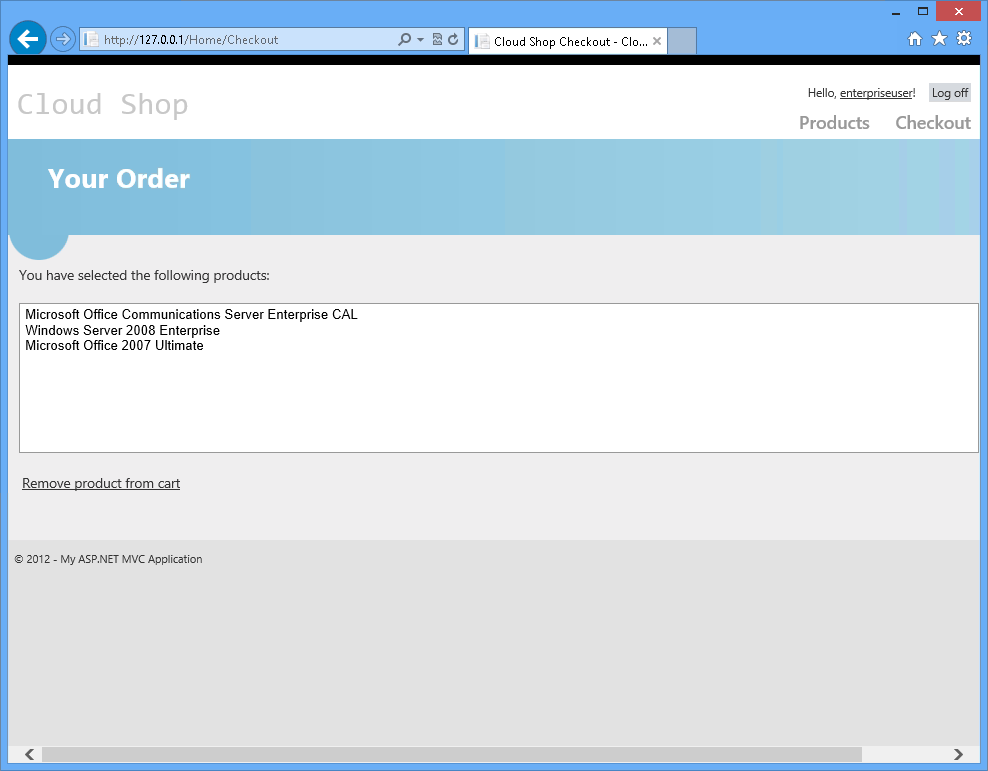 http://127.0.0.1/Home/Checkout
Cloud Shop Checkout - Clo...
Cloud Shop
Hello, enterpriseuser!
Log off
Products
Checkout
Your Order
You have selected the following products:
Microsoft Office Communications Server Enterprise CAL
Windows Server 2008 Enterprise
Microsoft Office 2007 Ultimate
Remove product from cart
© 2012 - My ASP.NET MVC Application